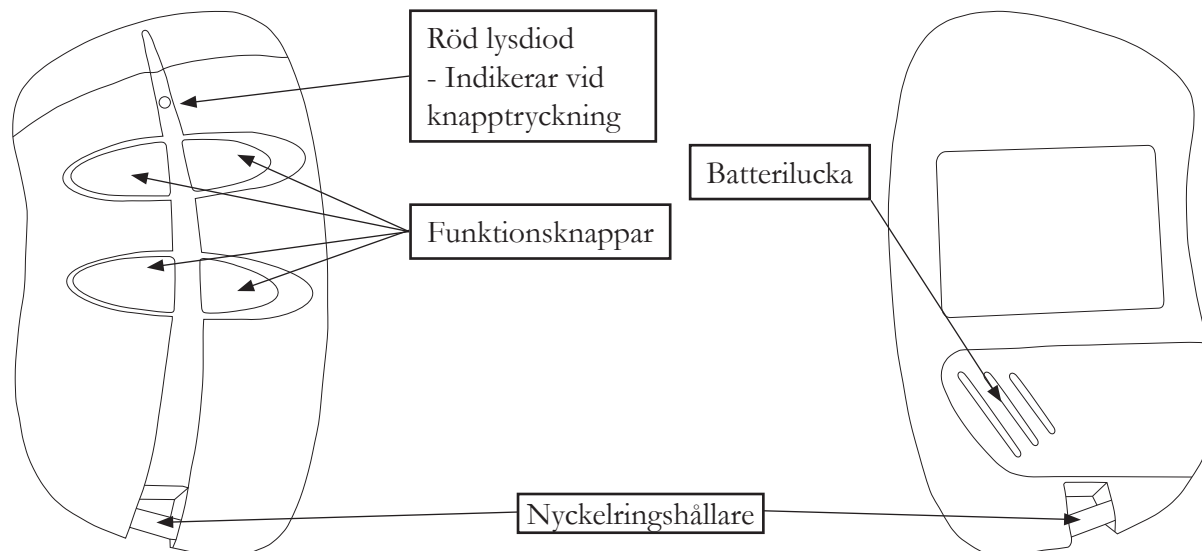 Röd lysdiod
- Indikerar vid
knapptryckning
Batterilucka
Funktionsknappar
Nyckelringshållare